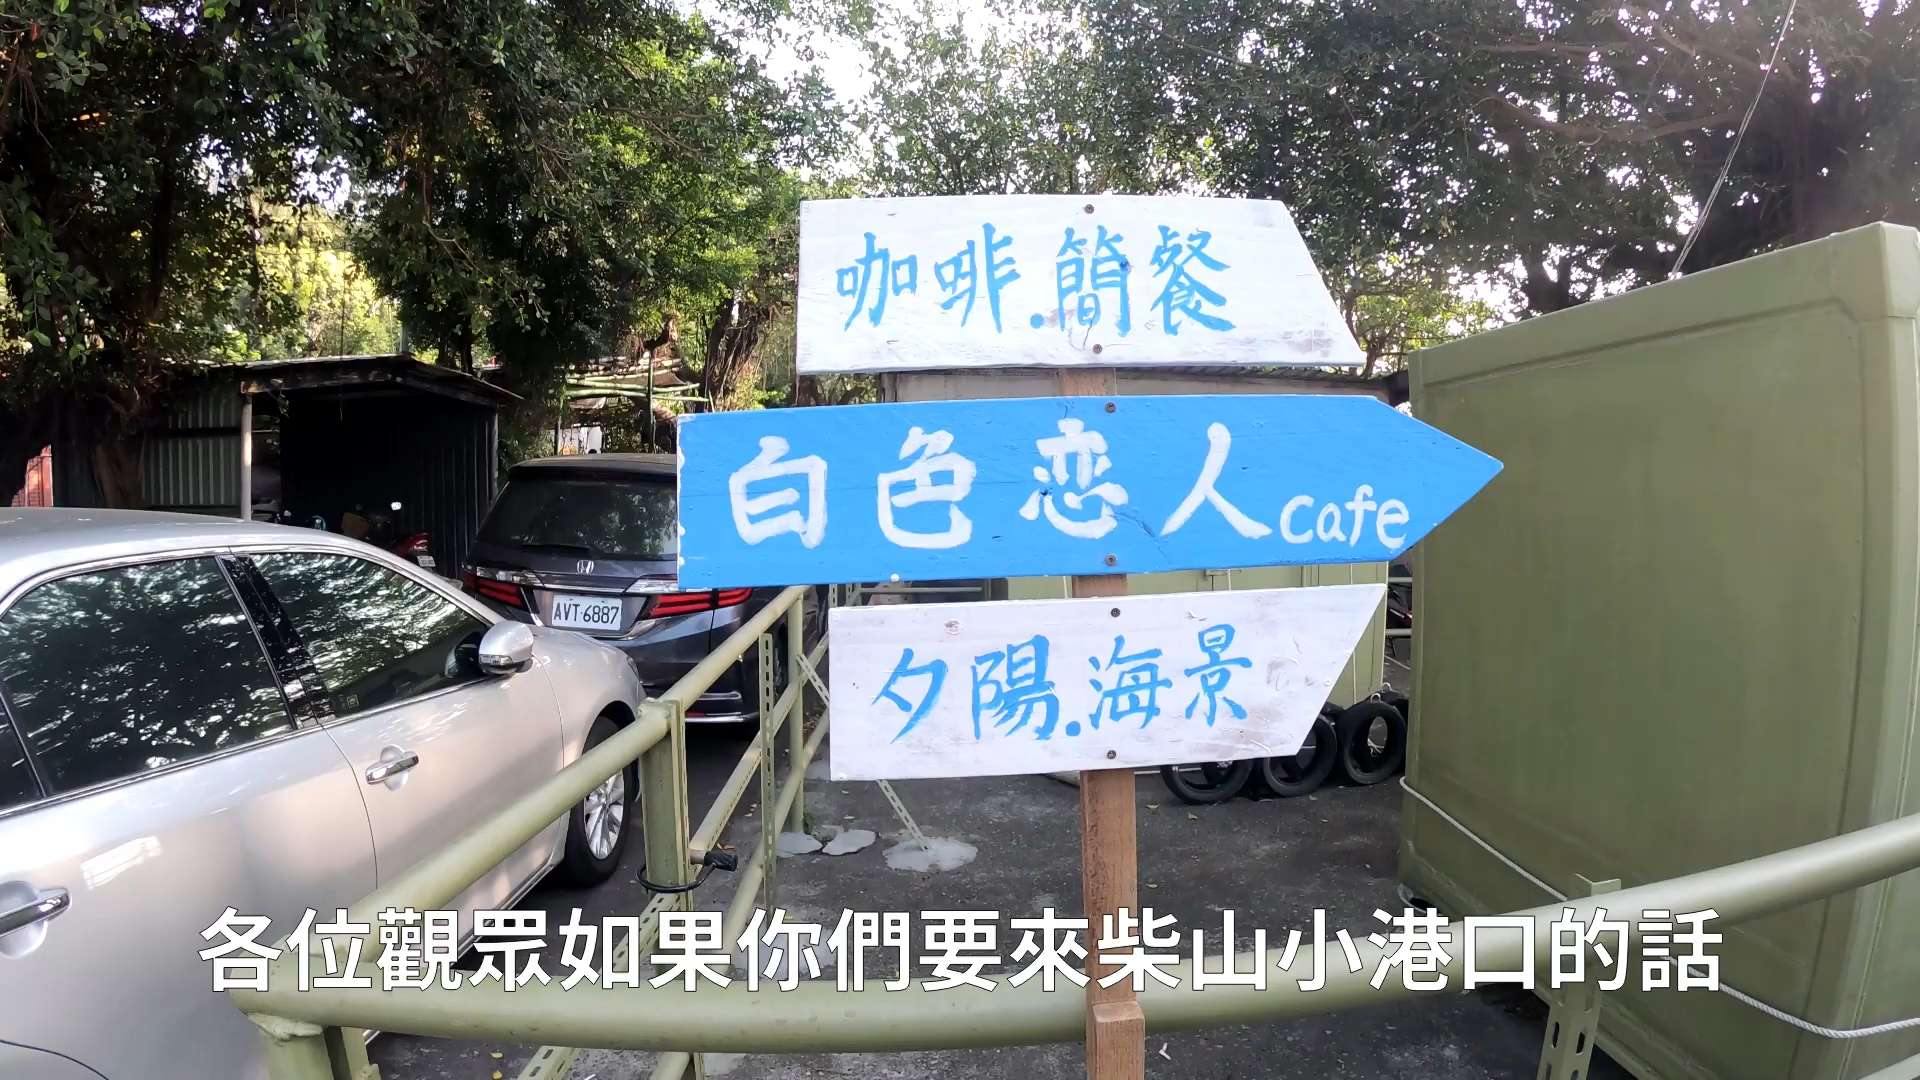 咖啡.簡餐
白色恋人cafe
夕陽.海景
AVT-6887
各位觀眾如果你們要來柴山小港口的話